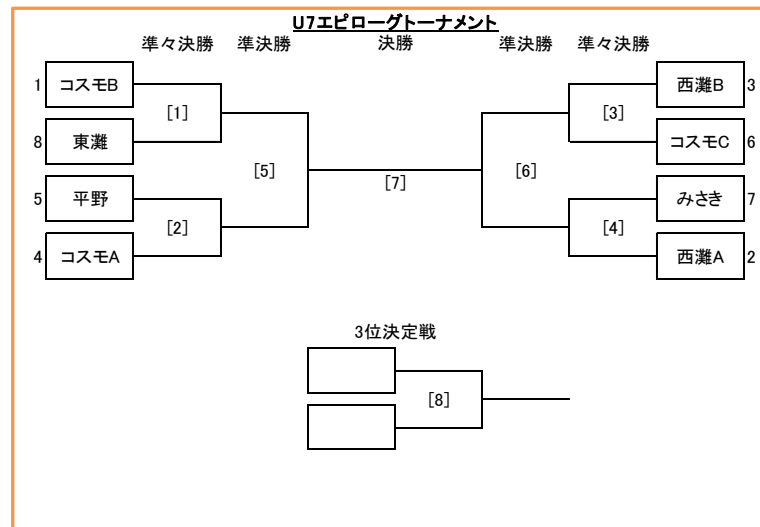 U7エピローグトーナメント
準々決勝 準決勝 決勝 準決勝 準々決勝
1 コスモB 西灘B 3
[1] [3]
8 東灘 コスモC 6
[5] [7] [6]
5 平野 みさき 7
[2] [4]
4 コスモA 西灘A 2
3位決定戦
[8]